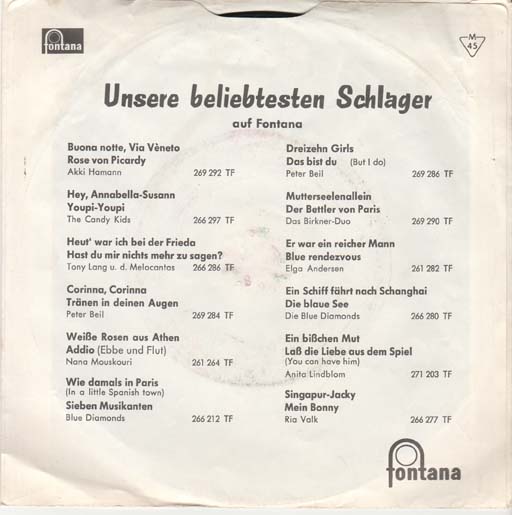 fontana
M
45
Unsere beliebtesten Schlager
auf Fontana
Buona notte, Via Vèneto
Rose von Picardy
Akki Hamann 269 292 TF
Hey, Annabella-Susann
Youpi-Youpi
The Candy Kids 266 297 TF
Heut' war ich bei der Frieda
Hast du mir nichts mehr zu sagen?
Tony Lang u. d. Melocantos 266 286 TF
Corinna, Corinna
Tränen in deinen Augen
Peter Beil 269 284 TF
Weiße Rosen aus Athen
Addio (Ebbe und Flut)
Nana Mouskouri 261 264 TF
Wie damals in Paris
(In a little Spanish town)
Sieben Musikanten
Blue Diamonds 266 212 TF
Dreizehn Girls
Das bist du (But I do)
Peter Beil 269 286 TF
Mutterseelenallein
Der Bettler von Paris
Das Birkner-Duo 269 290 TF
Er war ein reicher Mann
Blue rendezvous
Elga Andersen 261 282 TF
Ein Schiff fährt nach Schanghai
Die blaue See
Die Blue Diamonds 266 280 TF
Ein bißchen Mut
Laß die Liebe aus dem Spiel
(You can have him)
Anita Lindblom 271 203 TF
Singapur-Jacky
Mein Bonny
Ria Valk 266 277 TF
fontana